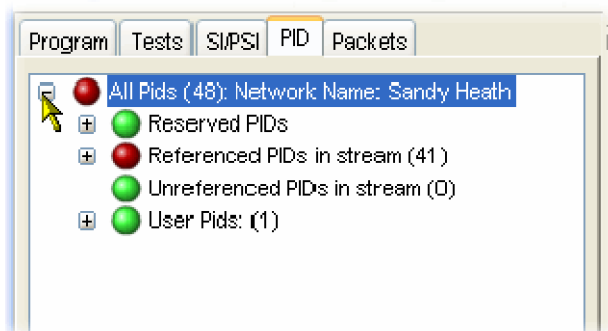 Program Tests SI/PSI PID Packets
All Pids (48): Network Name: Sandy Heath
Reserved PIDs
Referenced PIDs in stream (41)
Unreferenced PIDs in stream (0)
User Pids: (1)